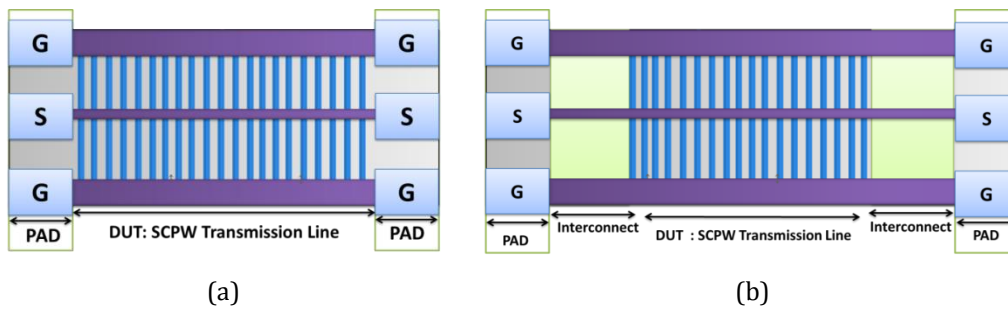 G
G
S
S
G
G
PAD
DUT: SCPW Transmission Line
PAD
(a)
G
G
S
S
G
G
PAD
Interconnect
DUT : SCPW Transmission Line
Interconnect
PAD
(b)